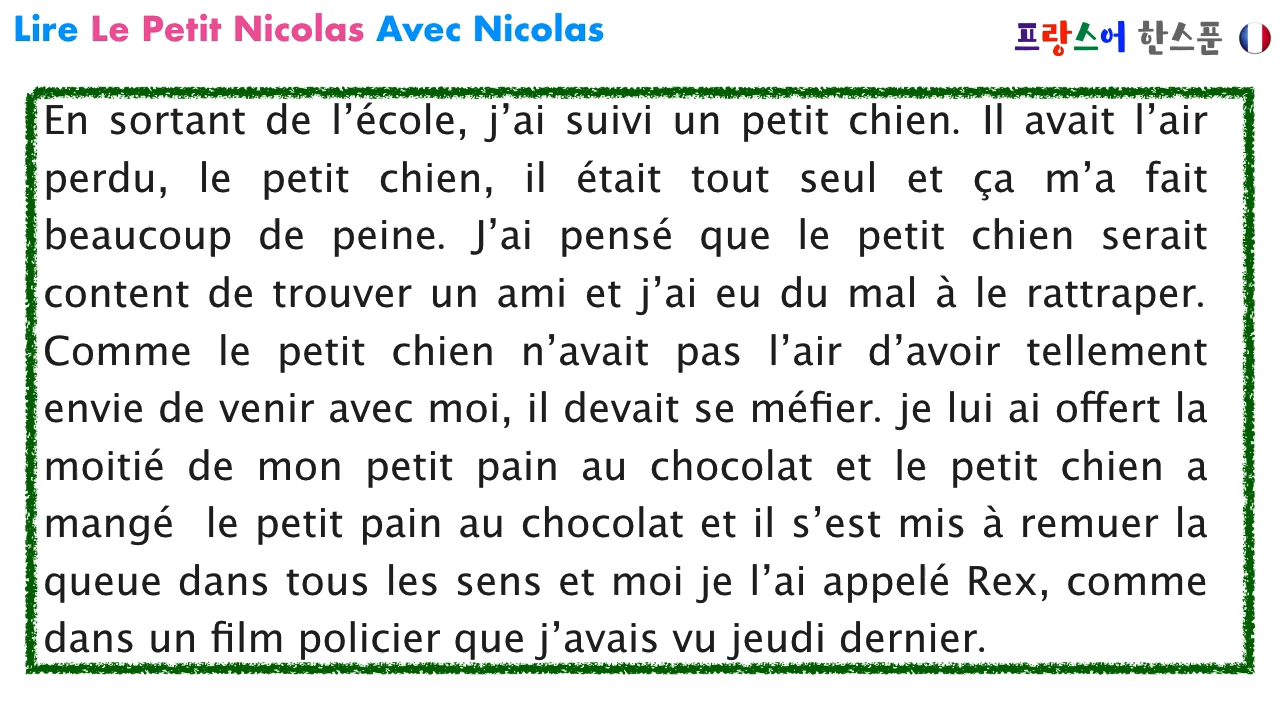 Lire Le Petit Nicolas Avec Nicolas
프랑스어 한스푼
En sortant de l’école, j’ai suivi un petit chien. Il avait l’air
perdu, le petit chien, il était tout seul et ça m’a fait
beaucoup de peine. J’ai pensé que le petit chien serait
content de trouver un ami et j’ai eu du mal à le rattraper.
Comme le petit chien n’avait pas l’air d’avoir tellement
envie de venir avec moi, il devait se méfier. je lui ai offert la
moitié de mon petit pain au chocolat et le petit chien a
mangé  le petit pain au chocolat et il s’est mis à remuer la
queue dans tous les sens et moi je l’ai appelé Rex, comme
dans un film policier que j’avais vu jeudi dernier.